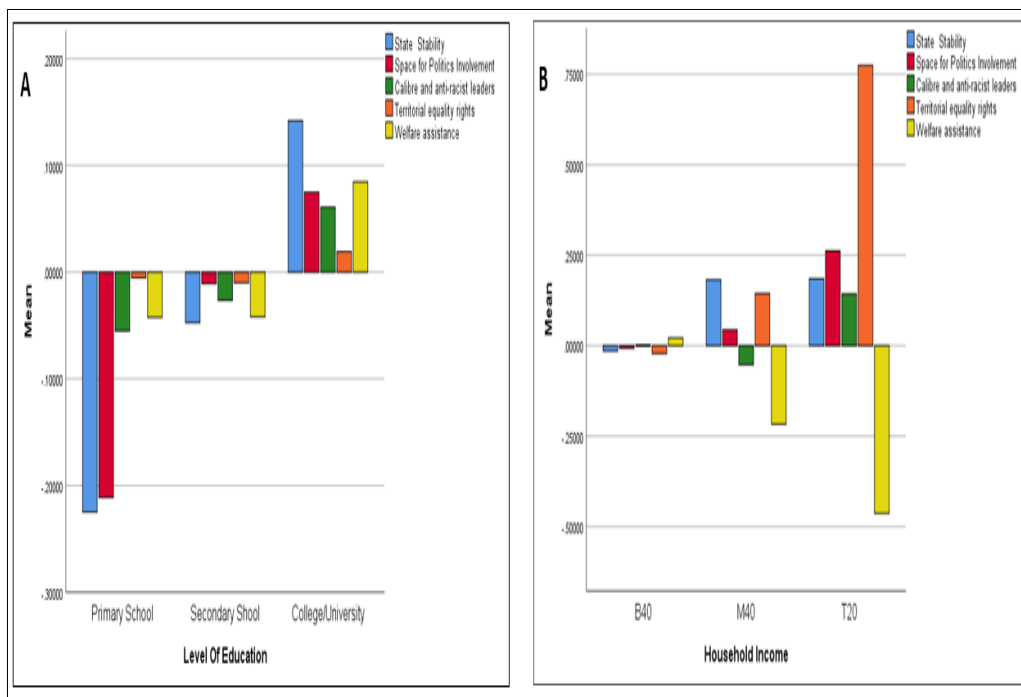 A
State Stability
Space for Politics Involvement
Calibre and anti-racist leaders
Territorial equality rights
Welfare assistance
.20000
.10000
.00000
-.10000
-.20000
-.30000
Mean
Primary School
Secondary Shool
College/University
Level Of Education
B
State Stability
Space for Politics Involvement
Calibre and anti-racist leaders
Territorial equality rights
Welfare assistance
.75000
.50000
.25000
.00000
-.25000
-.50000
Mean
B40
M40
T20
Household Income